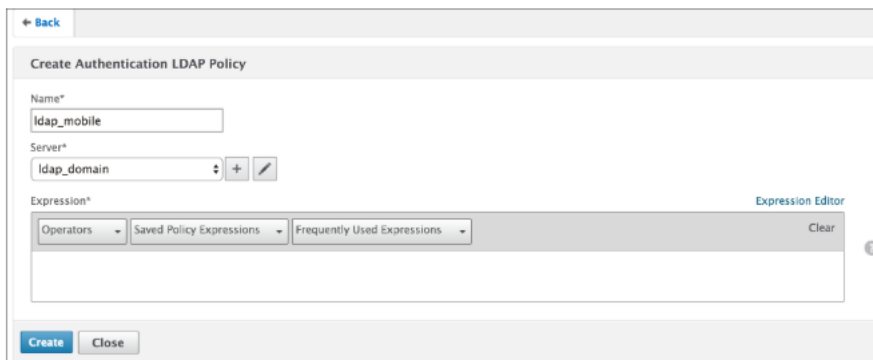 Back
Create Authentication LDAP Policy
Name*
ldap_mobile
Server*
ldap_domain
Expression*
Expression Editor
Operators Saved Policy Expressions Frequently Used Expressions Clear
Create Close